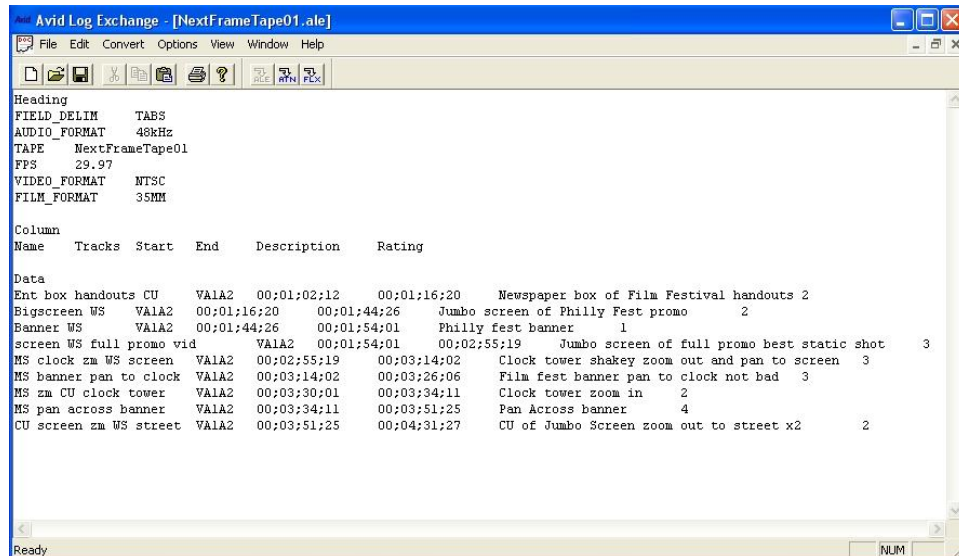 Avid Avid Log Exchange - [NextFrameTape01.ale]
DOC File Edit Convert Options View Window Help
ALE ATN FLX
Heading
FIELD_DELIM TABS
AUDIO_FORMAT 48kHz
TAPE NextFrameTape01
FPS 29.97
VIDEO_FORMAT NTSC
FILM_FORMAT 35MM
Column
Name Tracks Start End Description Rating
Data
Ent box handouts CU VA1A2 00;01;02;12 00;01;16;20 Newspaper box of Film Festival handouts 2
Bigscreen WS VA1A2 00;01;16;20 00;01;44;26 Jumbo screen of Philly Fest promo 2
Banner WS VA1A2 00;01;44;26 00;01;54;01 Philly fest banner 1
screen WS full promo vid VA1A2 00;01;54;01 00;02;55;19 Jumbo screen of full promo best static shot 3
MS clock zm WS screen VA1A2 00;02;55;19 00;03;14;02 Clock tower shakey zoom out and pan to screen 3
MS banner pan to clock VA1A2 00;03;14;02 00;03;26;06 Film fest banner pan to clock not bad 3
MS zm CU clock tower VA1A2 00;03;30;01 00;03;34;11 Clock tower zoom in 2
MS pan across banner VA1A2 00;03;34;11 00;03;51;25 Pan Across banner 4
CU screen zm WS street VA1A2 00;03;51;25 00;04;31;27 CU of Jumbo Screen zoom out to street x2 2
Ready NUM